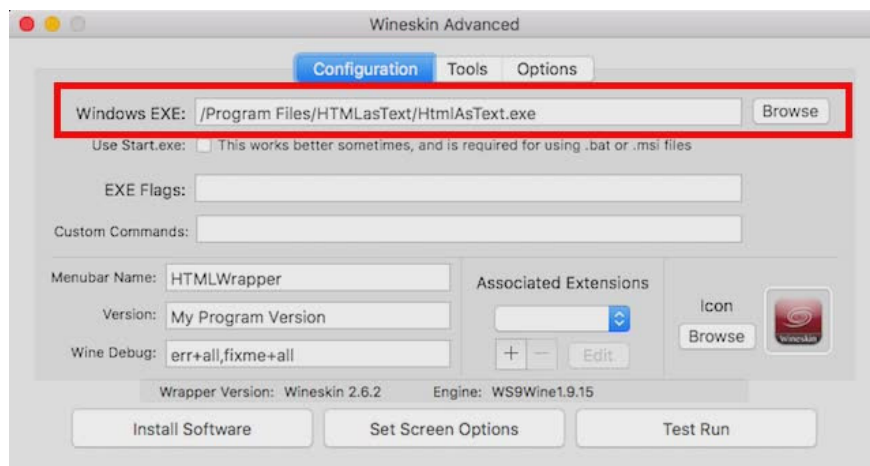 Wineskin Advanced
Configuration Tools Options
Windows EXE: /Program Files/HTMLasText/HtmlAsText.exe Browse
Use Start.exe: This works better sometimes, and is required for using .bat or .msi files
EXE Flags:
Custom Commands:
Menubar Name: HTMLWrapper
Version: My Program Version
Wine Debug: err+all,fixme+all
Associated Extensions
+ − Edit
Icon
Browse
Wineskin
Wrapper Version: Wineskin 2.6.2 Engine: WS9Wine1.9.15
Install Software Set Screen Options Test Run